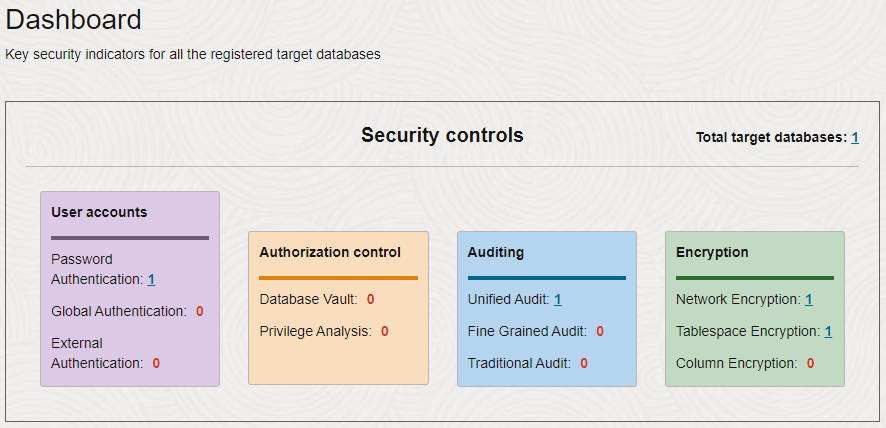 Dashboard
Key security indicators for all the registered target databases
Security controls
Total target databases: 1
User accounts
Password
Authentication: 1
Global Authentication: 0
External
Authentication: 0
Authorization control
Database Vault: 0
Privilege Analysis: 0
Auditing
Unified Audit: 1
Fine Grained Audit: 0
Traditional Audit: 0
Encryption
Network Encryption: 1
Tablespace Encryption: 1
Column Encryption: 0